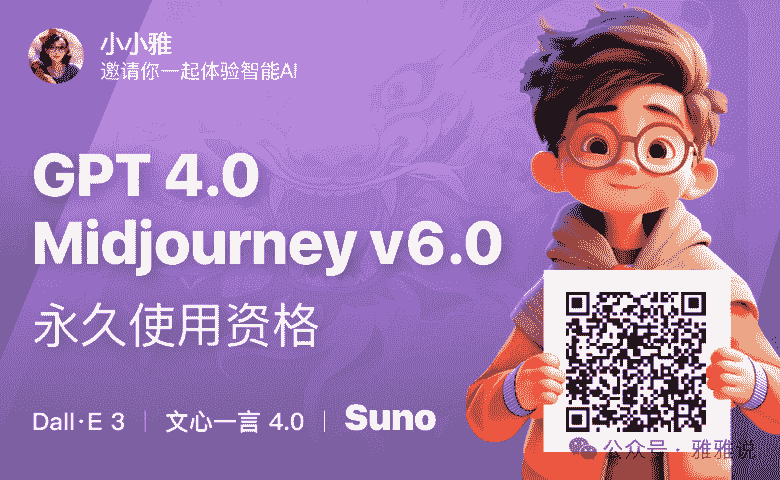 小小雅
邀请你一起体验智能AI
GPT 4.0
Midjourney v6.0
永久使用资格
Dall·E 3 | 文心一言 4.0 | Suno
公众号 · 雅雅说